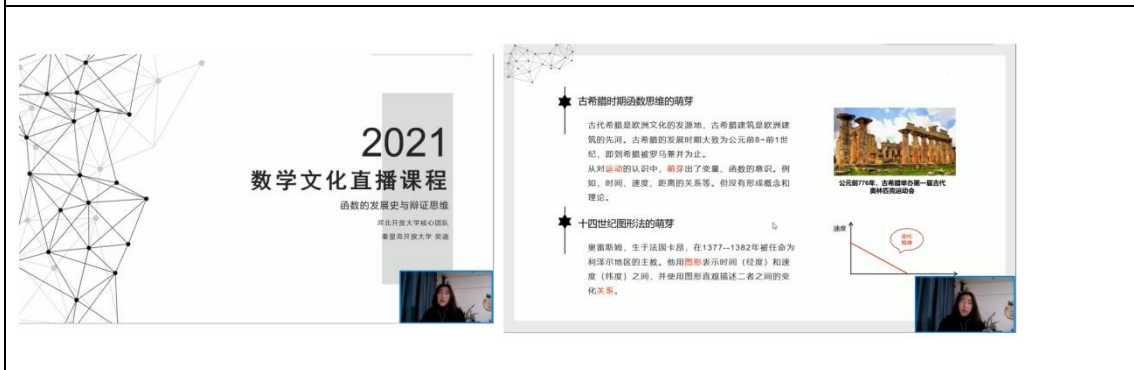 2021
数学文化直播课程
函数的发展史与辩证思维
河北开放大学核心团队
秦皇岛开放大学
古希腊时期函数思维的萌芽
古代希腊是欧洲文化的发源地，古希腊建筑是欧洲建
筑的先河。古希腊的发展时期大致为公元前8~前1世
纪，即到希腊被罗马兼并为止。
从对运动的认识中，萌芽出了变量、函数的意识。例
如，时间、速度、距离的关系等。但没有形成概念和
理论。
公元前776年，古希腊举办第一届古代
奥林匹克运动会
十四世纪图形法的萌芽
奥雷斯姆，生于法国卡昂，在1377--1382年被任命为
利泽尔地区的主教。他用图形表示时间（经度）和速
度（纬度）之间，并使用图形直观描述二者之间的变
化关系。
速度
变化
规律